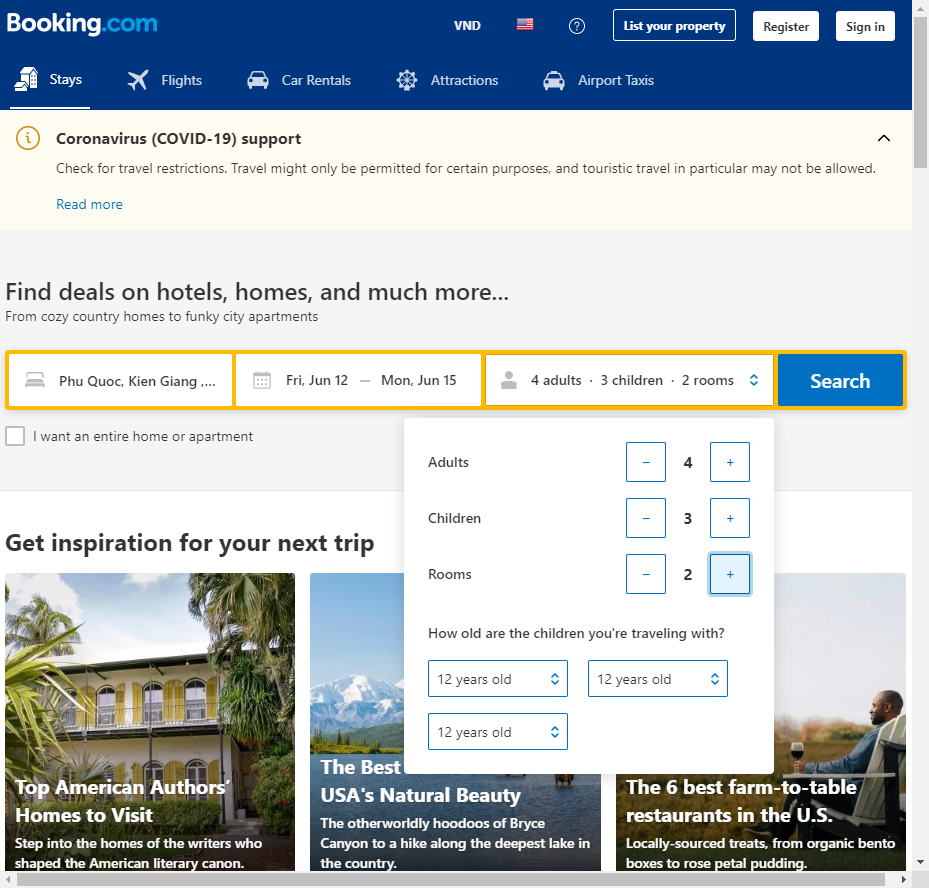 Booking.com
VND
List your property
Register
Sign in
Stays
Flights
Car Rentals
Attractions
Airport Taxis
Coronavirus (COVID-19) support
Check for travel restrictions. Travel might only be permitted for certain purposes, and touristic travel in particular may not be allowed.
Read more
Find deals on hotels, homes, and much more...
From cozy country homes to funky city apartments
Phu Quoc, Kien Giang ,...
Fri, Jun 12 — Mon, Jun 15
4 adults · 3 children · 2 rooms
Search
I want an entire home or apartment
Adults − 4 +
Children − 3 +
Rooms − 2 +
How old are the children you're traveling with?
12 years old
12 years old
12 years old
Get inspiration for your next trip
Top American Authors’
Homes to Visit
Step into the homes of the writers who
shaped the American literary canon.
The Best
USA's Natural Beauty
The otherworldly hoodoos of Bryce
Canyon to a hike along the deepest lake in
the country.
The 6 best farm-to-table
restaurants in the U.S.
Locally-sourced treats, from organic bento
boxes to rose petal pudding.